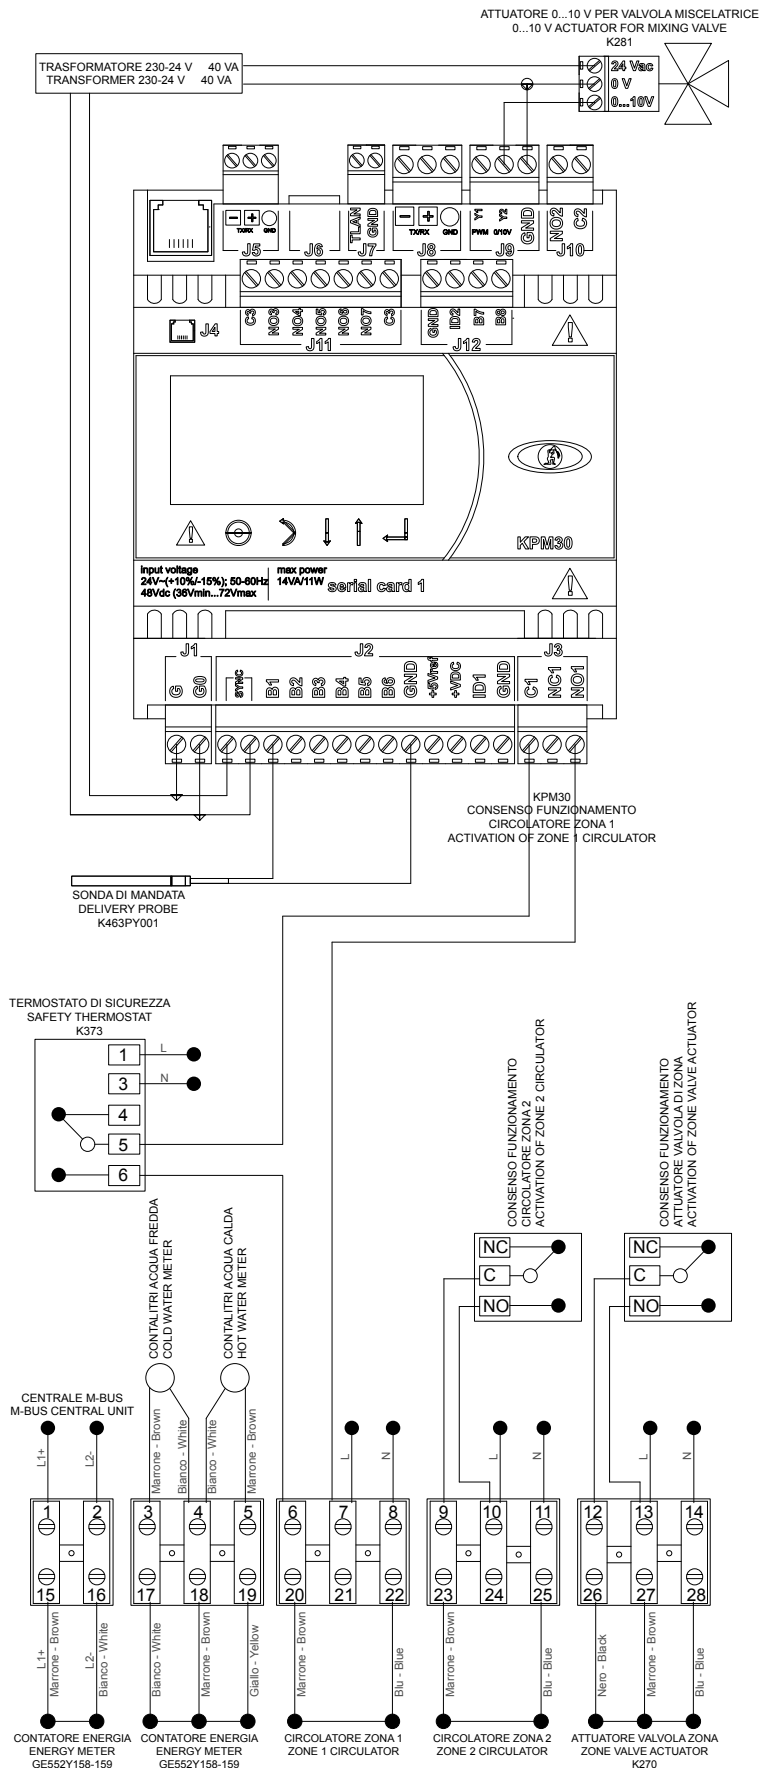 ATTUATORE 0...10 V PER VALVOLA MISCELATRICE
0...10 V ACTUATOR FOR MIXING VALVE
K281
TRASFORMATORE 230-24 V 40 VA
TRANSFORMER 230-24 V 40 VA
24 Vac
0 V
0...10V
TX/RX GND
J5
J6
TLAN
GND
J7
TX/RX GND
J8
Y1
PWM
Y2
0/10V
GND
J9
NO2
C2
J10
J4
C3
NO3
NO4
NO5
NO6
NO7
C3
J11
GND
ID2
B7
B8
J12
KPM30
input voltage
24V~(+10%/-15%); 50-60Hz
48Vdc (36Vmin...72Vmax
max power
14VA/11W
serial card 1
J1
J2
J3
G
G0
SYNC
B1
B2
B3
B4
B5
B6
GND
+5Vref
+VDC
ID1
GND
C1
NC1
NO1
KPM30
CONSENSO FUNZIONAMENTO
CIRCOLATORE ZONA 1
ACTIVATION OF ZONE 1 CIRCULATOR
SONDA DI MANDATA
DELIVERY PROBE
K463PY001
TERMOSTATO DI SICUREZZA
SAFETY THERMOSTAT
K373
1 L
3 N
4
5
6
CONSENSO FUNZIONAMENTO
CIRCOLATORE ZONA 2
ACTIVATION OF ZONE 2 CIRCULATOR
NC
C
NO
CONSENSO FUNZIONAMENTO
ATTUATORE VALVOLA DI ZONA
ACTIVATION OF ZONE VALVE ACTUATOR
NC
C
NO
CONTALITRI ACQUA FREDDA
COLD WATER METER
CONTALITRI ACQUA CALDA
HOT WATER METER
CENTRALE M-BUS
M-BUS CENTRAL UNIT
L1+
L2-
Marrone - Brown
Bianco - White
Bianco - White
Marrone - Brown
L
N
L
N
L
N
1 2 3 4 5 6 7 8 9 10 11 12 13 14
15 16 17 18 19 20 21 22 23 24 25 26 27 28
L1+
Marrone - Brown
L2-
Bianco - White
Bianco - White
Marrone - Brown
Giallo - Yellow
Marrone - Brown
Blu - Blue
Marrone - Brown
Blu - Blue
Nero - Black
Marrone - Brown
Blu - Blue
CONTATORE ENERGIA
ENERGY METER
GE552Y158-159
CONTATORE ENERGIA
ENERGY METER
GE552Y158-159
CIRCOLATORE ZONA 1
ZONE 1 CIRCULATOR
CIRCOLATORE ZONA 2
ZONE 2 CIRCULATOR
ATTUATORE VALVOLA ZONA
ZONE VALVE ACTUATOR
K270